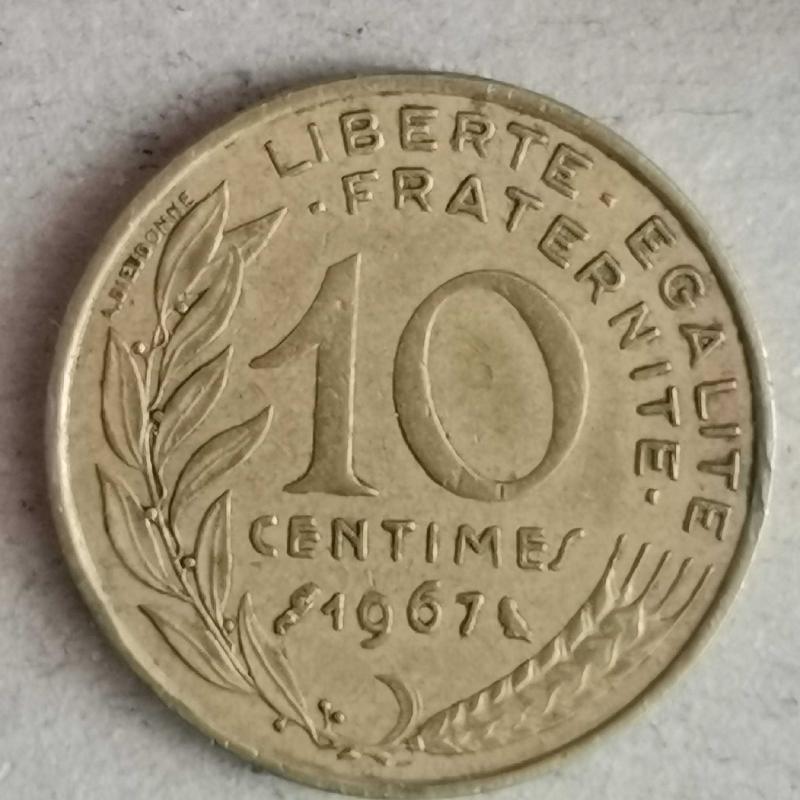 LIBERTE · EGALITE
· FRATERNITE ·
A. DIEUDONNE
10
CENTIMES
1967